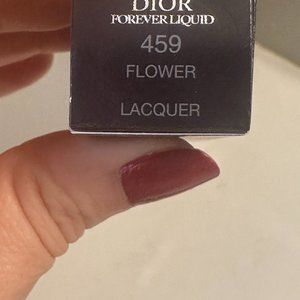 DIOR
FOREVER LIQUID
459
FLOWER
LACQUER